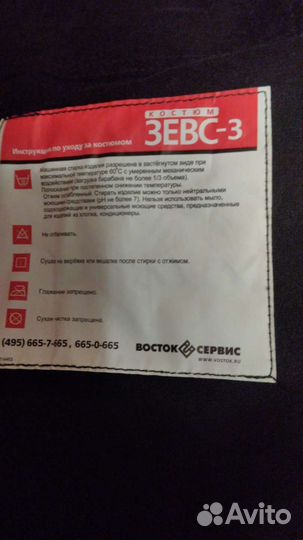 КОСТЮМ
ЗЕВС-3
Инструкция по уходу за костюмом
Машинная стирка изделия разрешена в застёгнутом виде при
максимальной температуре 60°С с умеренным механическим
воздействием (загрузка барабана не более 1/3 объема).
Полоскание при постепенном снижении температуры.
Отжим ослабленный. Стирать изделие можно только нейтральными
моющими средствами (pH не более 7). Нельзя использовать мыло,
и универсальные моющие средства, предназначенные
для изделия из хлопка, кондиционеры.
Не отбеливать.
Сушка на верёвке или вешалке после стирки с отжимом.
Глажение запрещено.
Сухая чистка запрещена.
(495) 665-7-665, 665-0-665
ВОСТОК СЕРВИС
WWW.VOSTOK.RU
Avito